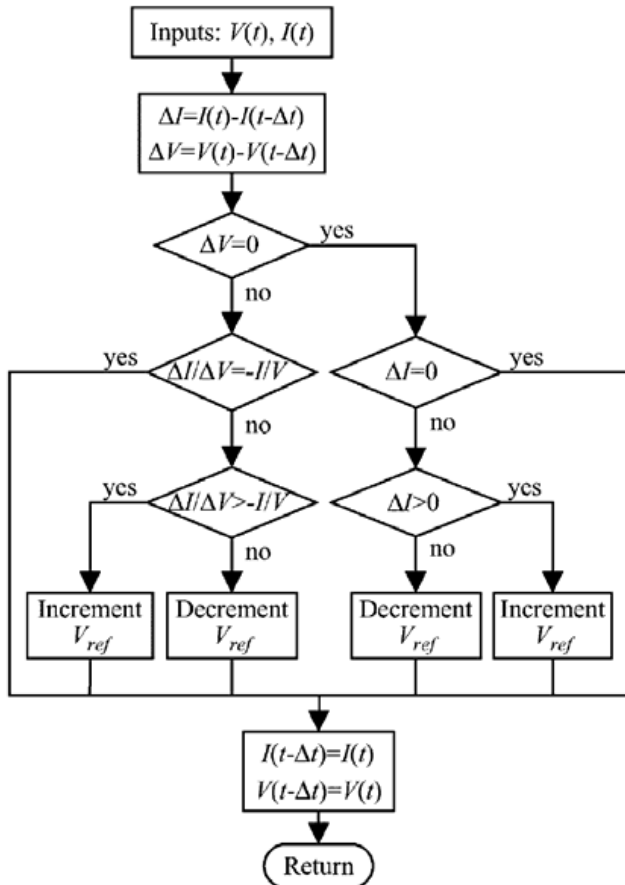 Inputs: V(t), I(t)
ΔI=I(t)-I(t-Δt)
ΔV=V(t)-V(t-Δt)
ΔV=0
yes
no
yes
ΔI/ΔV=-I/V
ΔI=0
yes
no
no
yes
ΔI/ΔV>-I/V
ΔI>0
yes
no
no
Increment
Vref
Decrement
Vref
Decrement
Vref
Increment
Vref
I(t-Δt)=I(t)
V(t-Δt)=V(t)
Return